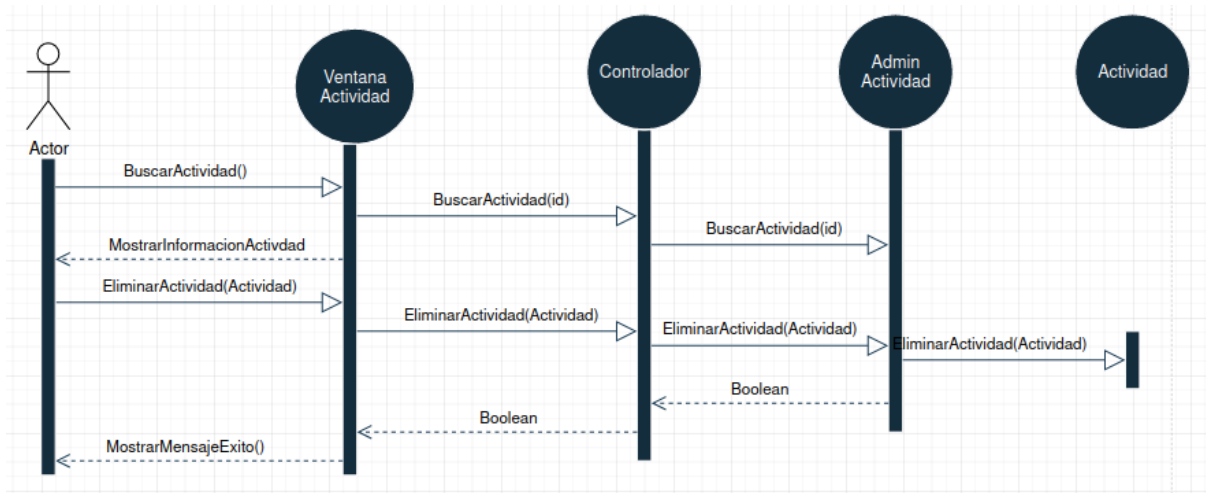 Ventana
Actividad
Controlador
Admin
Actividad
Actividad
Actor
BuscarActividad()
BuscarActividad(id)
BuscarActividad(id)
MostrarInformacionActivdad
EliminarActividad(Actividad)
EliminarActividad(Actividad)
EliminarActividad(Actividad)
EliminarActividad(Actividad)
Boolean
Boolean
MostrarMensajeExito()